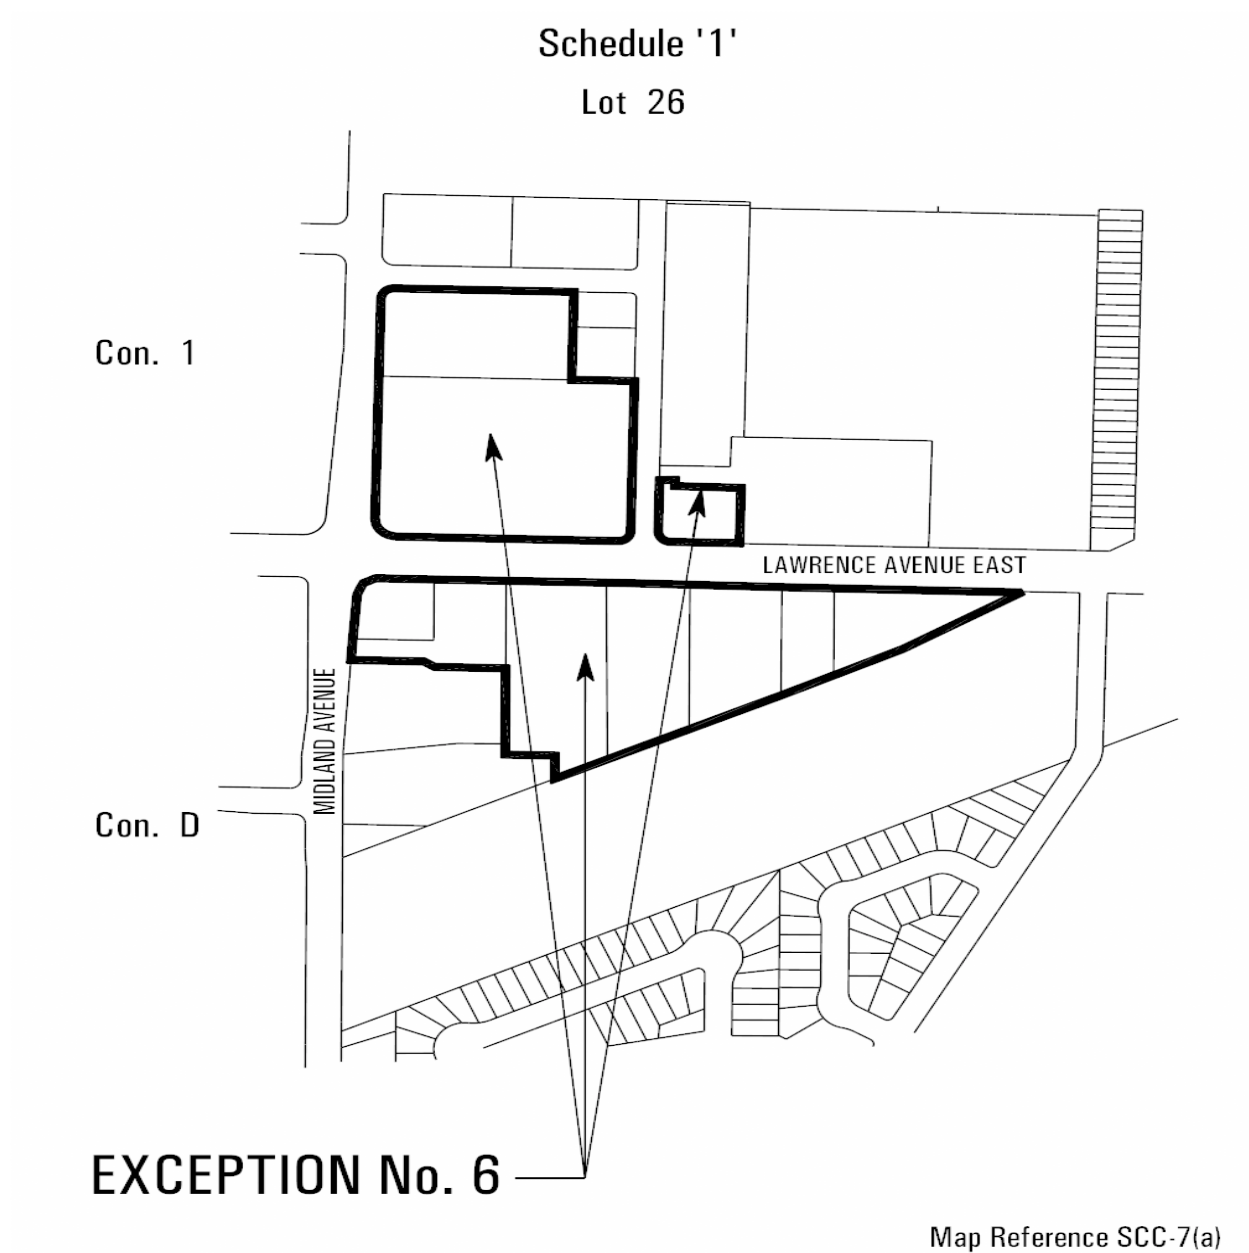 Schedule '1'
Lot 26
Con. 1
LAWRENCE AVENUE EAST
MIDLAND AVENUE
Con. D
EXCEPTION No. 6
Map Reference SCC-7(a)